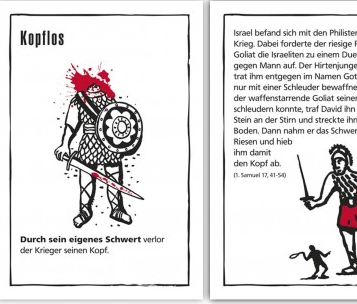 Kopflos
Durch sein eigenes Schwert verlor
der Krieger seinen Kopf.
Israel befand sich mit den Philister
Krieg. Dabei forderte der riesige
Goliat die Israeliten zu einem Due
gegen Mann auf. Der Hirtenjunge
trat ihm entgegen im Namen Got
nur mit einer Schleuder bewaffne
der waffenstarrende Goliat seinen
schleudern konnte, traf David ihn
Stein an der Stirn und streckte ihn
Boden. Dann nahm er das Schwer
Riesen und hieb
ihm damit
den Kopf ab.
(1. Samuel 17, 41-54)